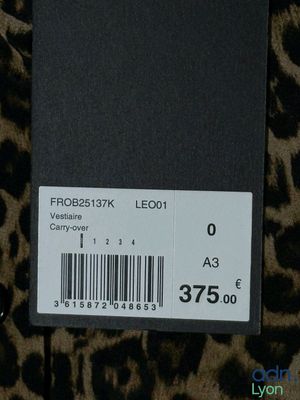 FROB25137K LEO01
Vestiaire
Carry-over
0
1 2 3 4
A3
375.00 €
3 615872 048653
adn
Lyon